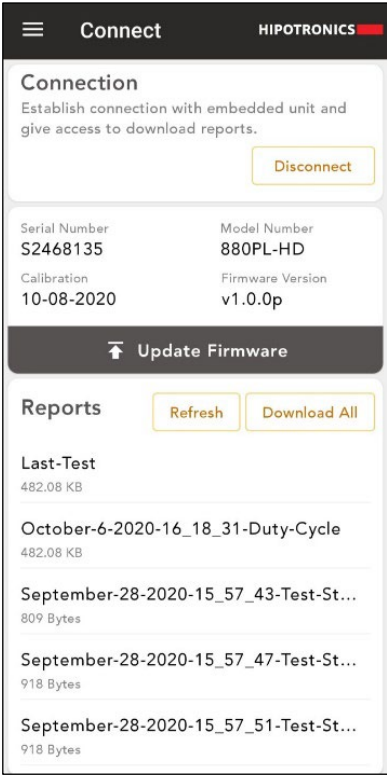 Connect HIPOTRONICS
Connection
Establish connection with embedded unit and
give access to download reports.
Disconnect
Serial Number Model Number
S2468135 880PL-HD
Calibration Firmware Version
10-08-2020 v1.0.0p
Update Firmware
Reports Refresh Download All
Last-Test
482.08 KB
October-6-2020-16_18_31-Duty-Cycle
482.08 KB
September-28-2020-15_57_43-Test-St...
809 Bytes
September-28-2020-15_57_47-Test-St...
918 Bytes
September-28-2020-15_57_51-Test-St...
918 Bytes